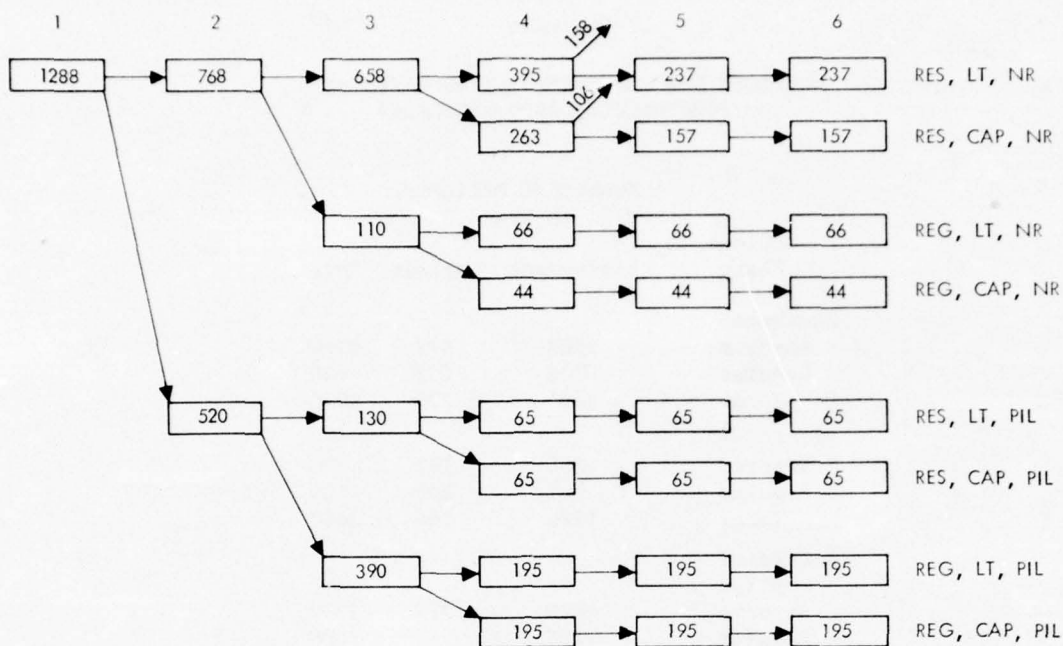 1 2 3 4 5 6
158
1288 768 658 395 237 237 RES, LT, NR
106
263 157 157 RES, CAP, NR
110 66 66 66 REG, LT, NR
44 44 44 REG, CAP, NR
520 130 65 65 65 RES, LT, PIL
65 65 65 RES, CAP, PIL
390 195 195 195 REG, LT, PIL
195 195 195 REG, CAP, PIL